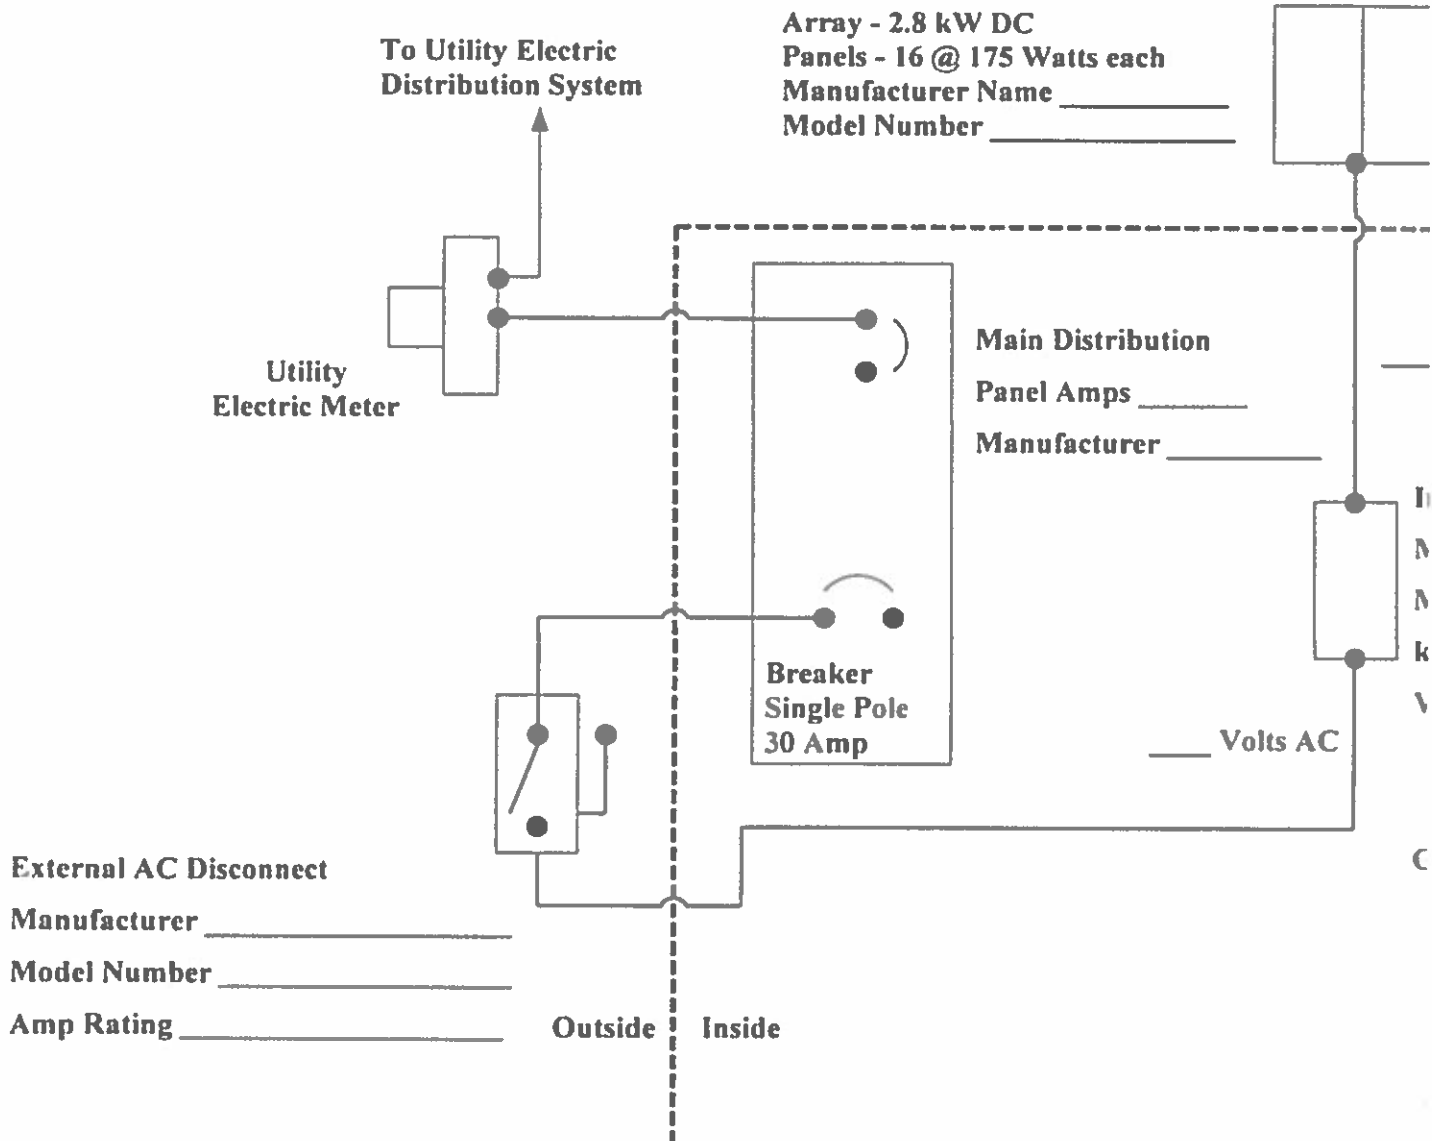 To Utility Electric
Distribution System
Array - 2.8 kW DC
Panels - 16 @ 175 Watts each
Manufacturer Name
Model Number
Utility
Electric Meter
Main Distribution
Panel Amps
Manufacturer
Breaker
Single Pole
30 Amp
Volts AC
External AC Disconnect
Manufacturer
Model Number
Amp Rating
Outside
Inside